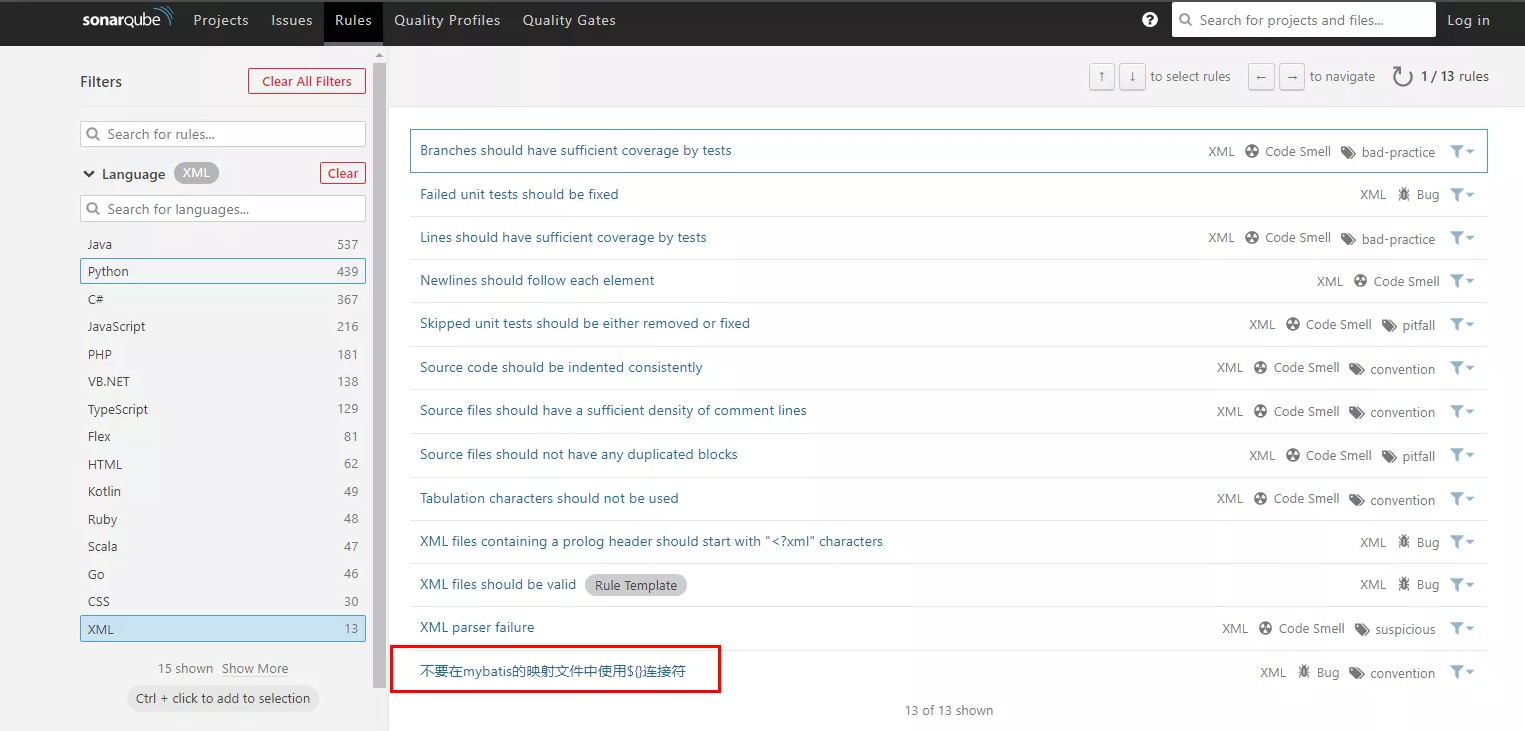 sonarqube Projects Issues Rules Quality Profiles Quality Gates ? Search for projects and files... Log in
Filters Clear All Filters
↑ ↓ to select rules ← → to navigate 1 / 13 rules
Search for rules...
Language XML Clear
Search for languages...
Java 537
Python 439
C# 367
JavaScript 216
PHP 181
VB.NET 138
TypeScript 129
Flex 81
HTML 62
Kotlin 49
Ruby 48
Scala 47
Go 46
CSS 30
XML 13
15 shown Show More
Ctrl + click to add to selection
Branches should have sufficient coverage by tests XML Code Smell bad-practice
Failed unit tests should be fixed XML Bug
Lines should have sufficient coverage by tests XML Code Smell bad-practice
Newlines should follow each element XML Code Smell
Skipped unit tests should be either removed or fixed XML Code Smell pitfall
Source code should be indented consistently XML Code Smell convention
Source files should have a sufficient density of comment lines XML Code Smell convention
Source files should not have any duplicated blocks XML Code Smell pitfall
Tabulation characters should not be used XML Code Smell convention
XML files containing a prolog header should start with "<?xml" characters XML Bug
XML files should be valid Rule Template XML Bug
XML parser failure XML Code Smell suspicious
不要在mybatis的映射文件中使用${}连接符 XML Bug convention
13 of 13 shown